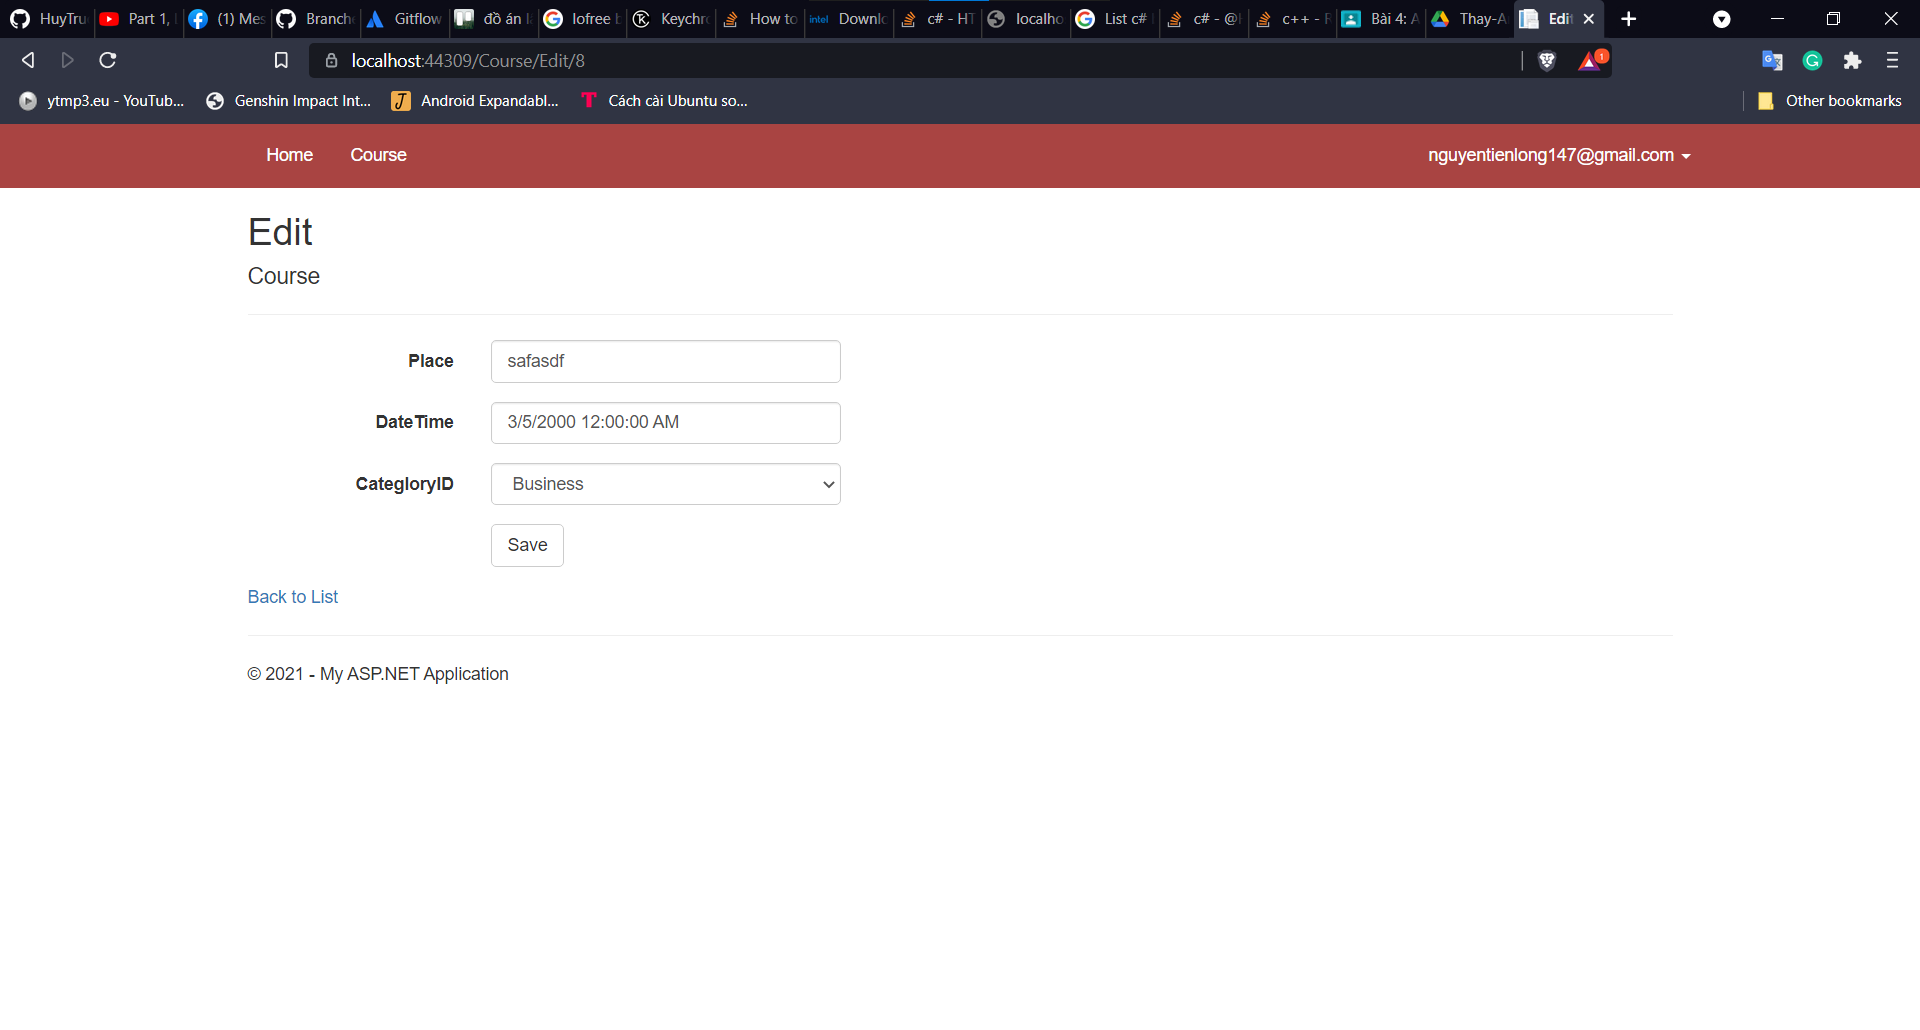 HuyTru Part 1, (1) Mes Branch Gitflow đồ án l lofree b Keychr How to intel Downlo c# - HT localho List c# c# - @ c++ - R Bài 4: A Thay-A Edit
localhost:44309/Course/Edit/8 1
ytmp3.eu - YouTub... Genshin Impact Int... Android Expandabl... Cách cài Ubuntu so... Other bookmarks
Home Course nguyentienlong147@gmail.com
Edit
Course
Place safasdf
DateTime 3/5/2000 12:00:00 AM
CategloryID Business
Save
Back to List
© 2021 - My ASP.NET Application